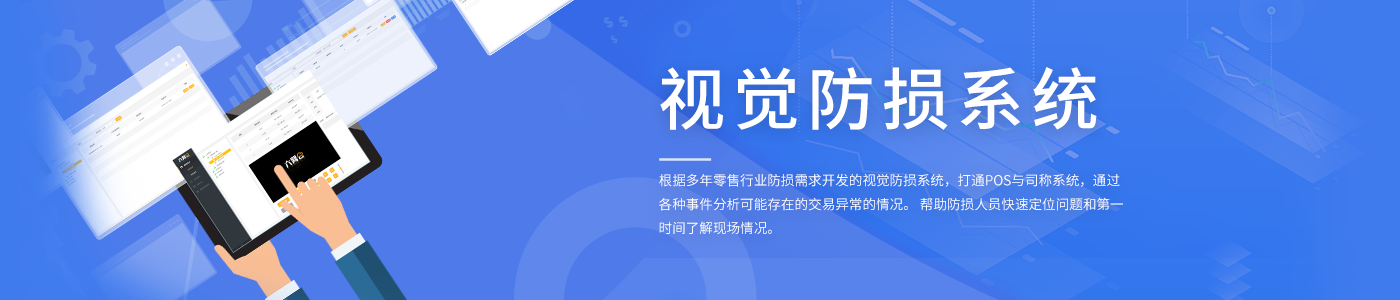 视觉防损系统
根据多年零售行业防损需求开发的视觉防损系统，打通POS与司称系统，通过
各种事件分析可能存在的交易异常的情况。 帮助防损人员快速定位问题和第一
时间了解现场情况。